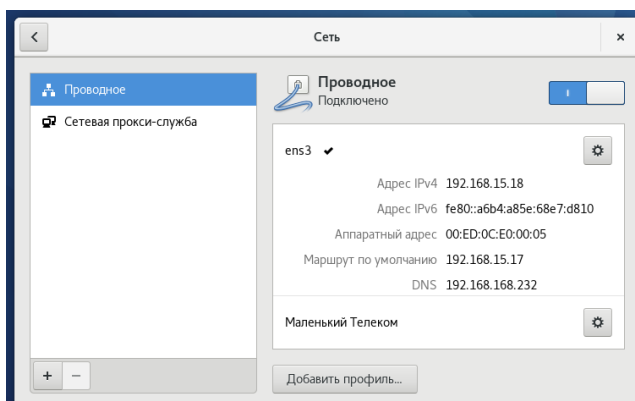 Сеть
Проводное
Сетевая прокси-служба
Проводное
Подключено
ens3
Адрес IPv4 192.168.15.18
Адрес IPv6 fe80::a6b4:a85e:68e7:d810
Аппаратный адрес 00:ED:0C:E0:00:05
Маршрут по умолчанию 192.168.15.17
DNS 192.168.168.232
Маленький Телеком
Добавить профиль...